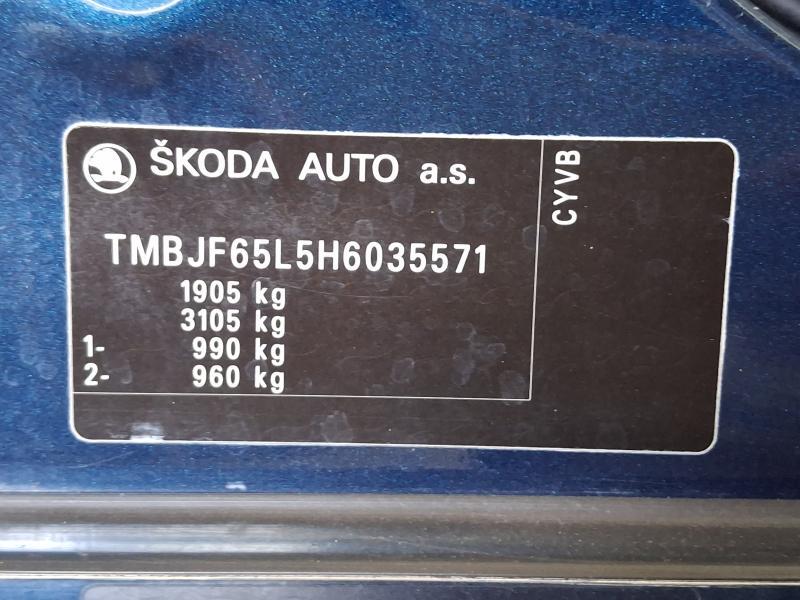 ŠKODA AUTO a.s.
CYVB
TMBJF65L5H6035571
1905 kg
3105 kg
1- 990 kg
2- 960 kg